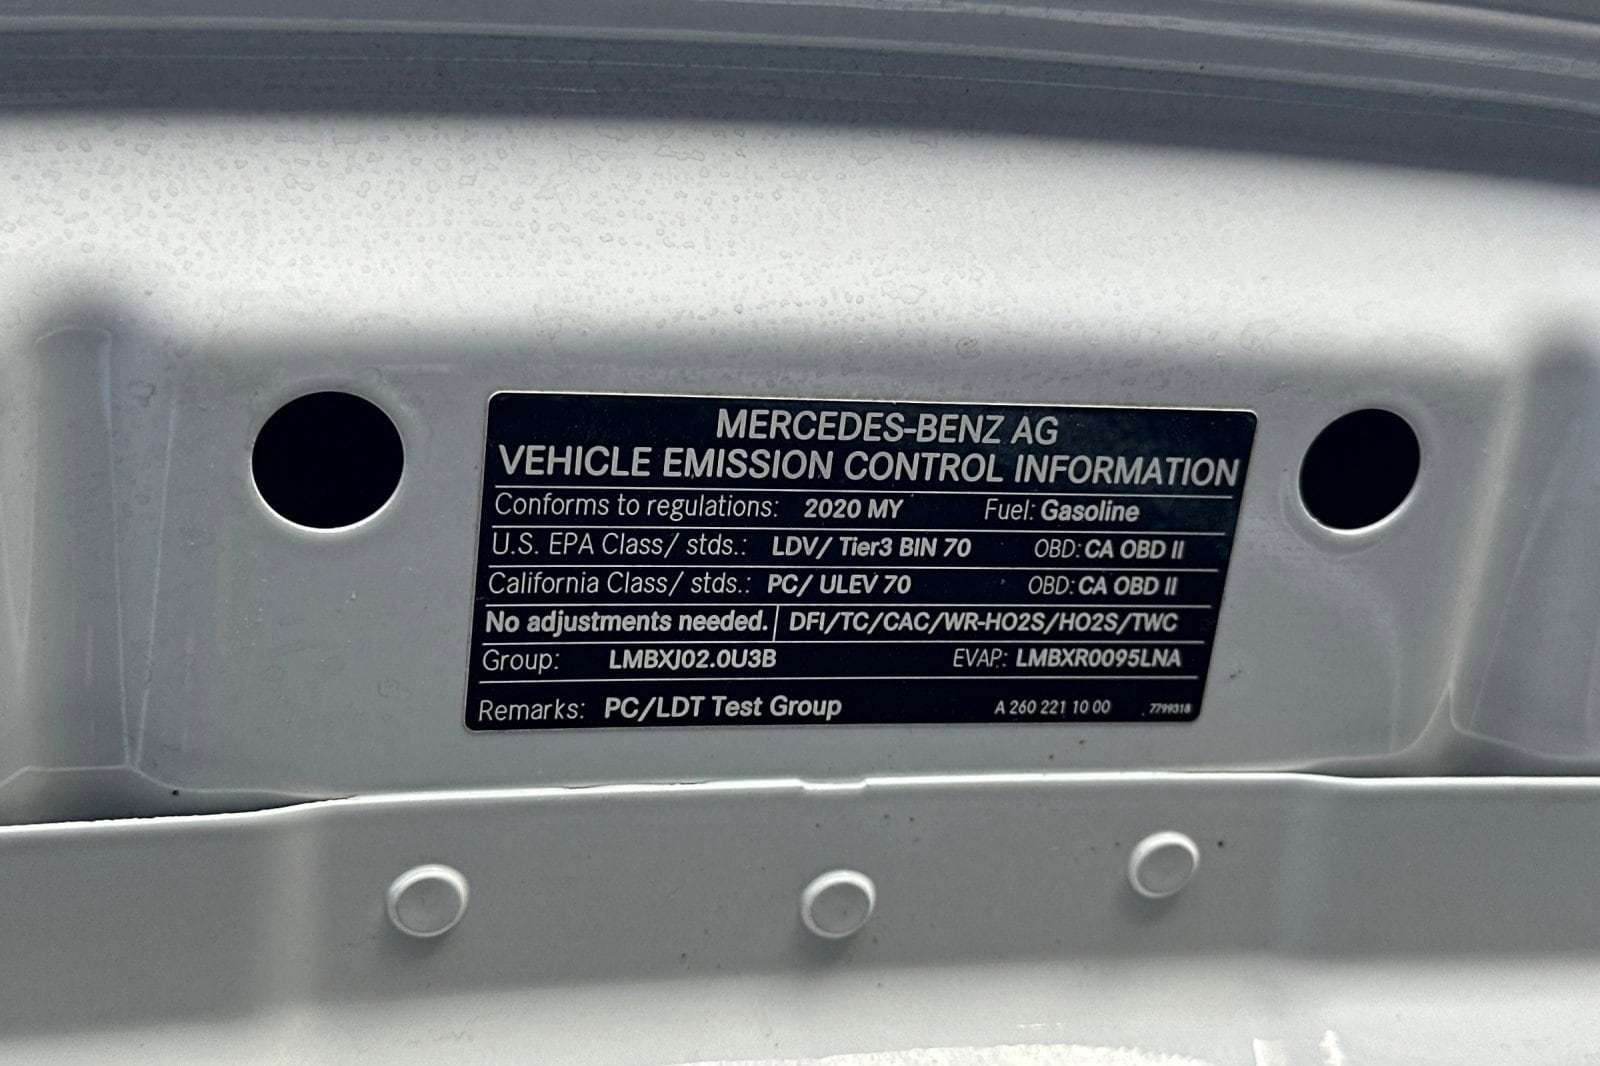 MERCEDES-BENZ AG
VEHICLE EMISSION CONTROL INFORMATION
Conforms to regulations: 2020 MY Fuel: Gasoline
U.S. EPA Class/ stds.: LDV/ Tier3 BIN 70 OBD: CA OBD II
California Class/ stds.: PC/ ULEV 70 OBD: CA OBD II
No adjustments needed. DFI/TC/CAC/WR-HO2S/HO2S/TWC
Group: LMBXJ02.0U3B EVAP: LMBXR0095LNA
Remarks: PC/LDT Test Group A 260 221 10 00 7799318